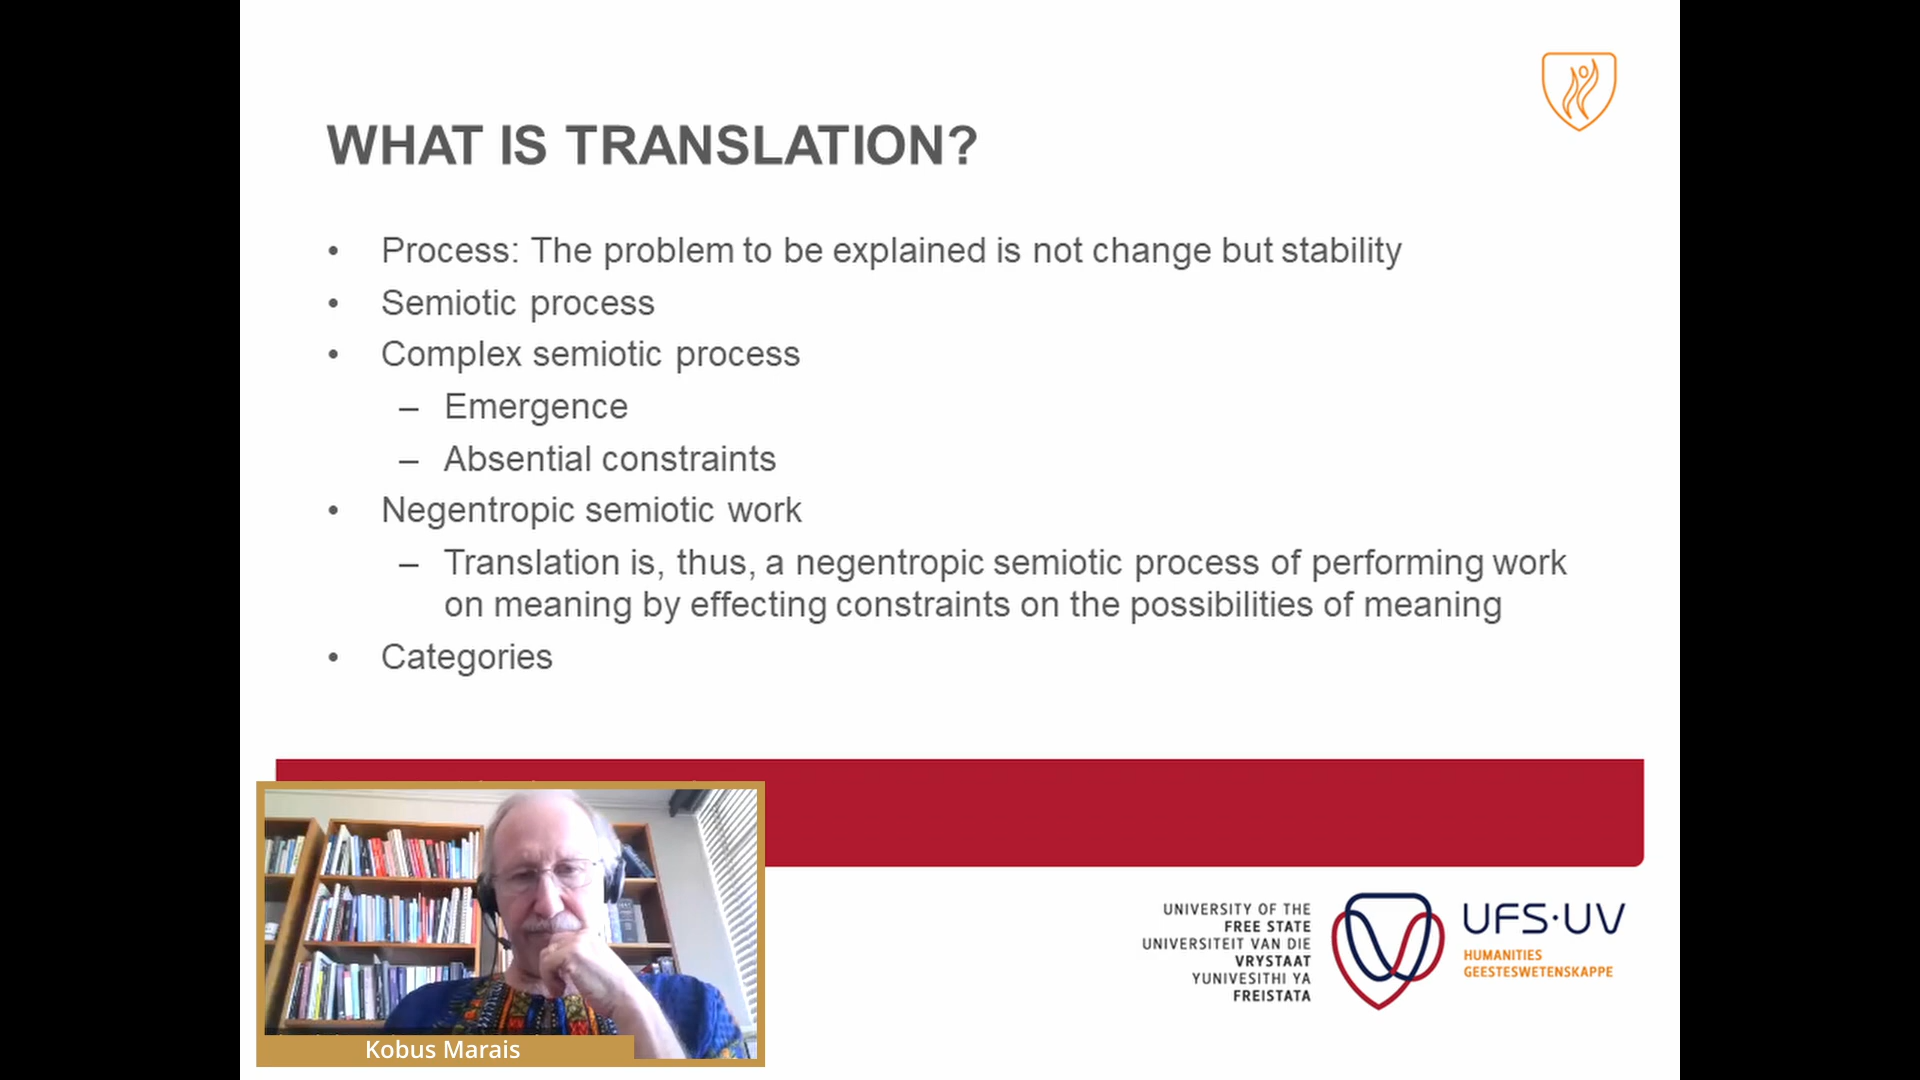 WHAT IS TRANSLATION?
• Process: The problem to be explained is not change but stability
• Semiotic process
• Complex semiotic process
– Emergence
– Absential constraints
• Negentropic semiotic work
– Translation is, thus, a negentropic semiotic process of performing work
on meaning by effecting constraints on the possibilities of meaning
• Categories
UNIVERSITY OF THE
FREE STATE
UNIVERSITEIT VAN DIE
VRYSTAAT
YUNIVESITHI YA
FREISTATA
UFS·UV
HUMANITIES
GEESTESWETENSKAPPE
Kobus Marais